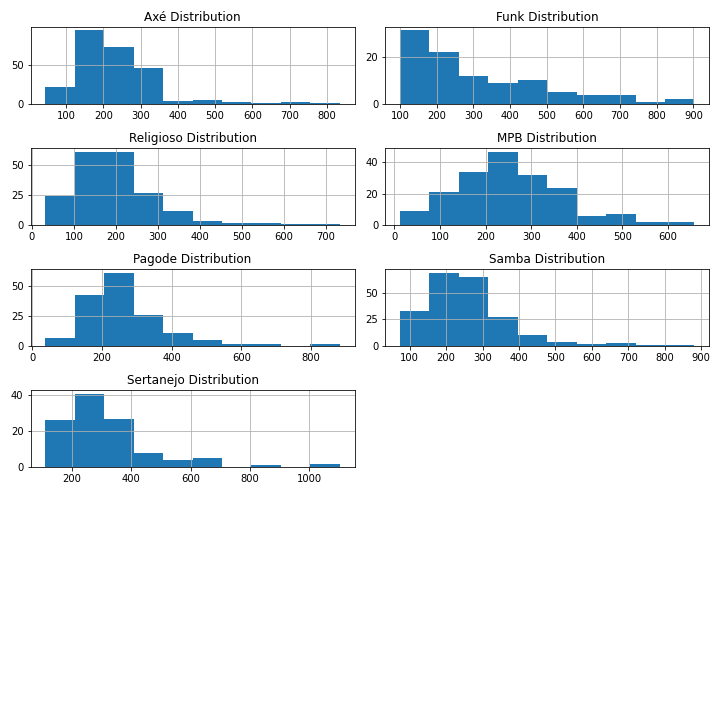 Axé Distribution
50
0
100 200 300 400 500 600 700 800
Funk Distribution
20
0
100 200 300 400 500 600 700 800 900
Religioso Distribution
50
25
0
0 100 200 300 400 500 600 700
MPB Distribution
40
20
0
0 100 200 300 400 500 600
Pagode Distribution
50
25
0
0 200 400 600 800
Samba Distribution
50
25
0
100 200 300 400 500 600 700 800 900
Sertanejo Distribution
40
20
0
200 400 600 800 1000